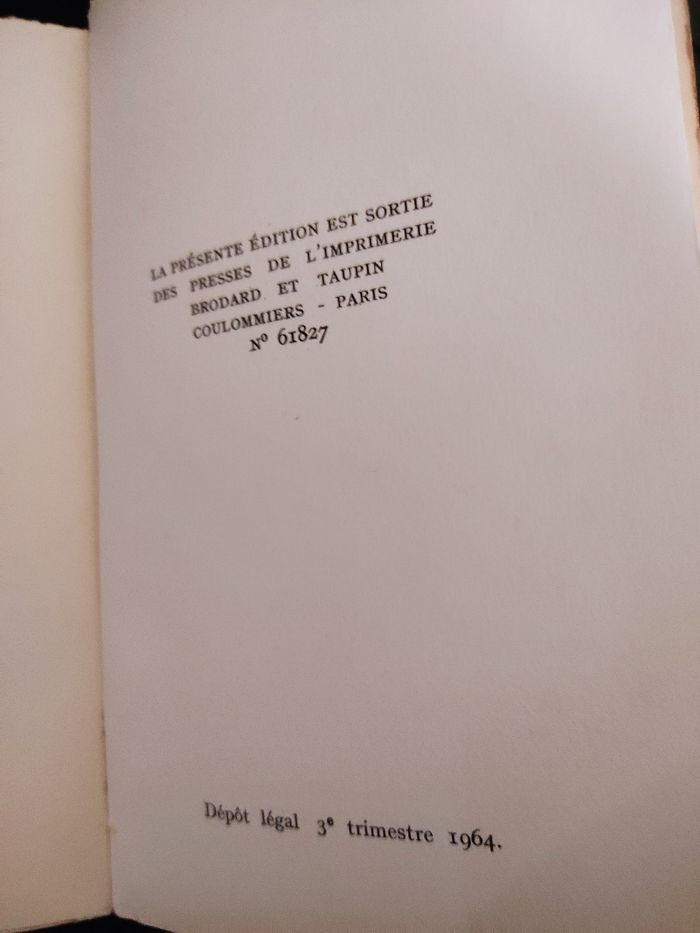 LA PRÉSENTE ÉDITION EST SORTIE
DES PRESSES DE L'IMPRIMERIE
BRODARD ET TAUPIN
COULOMMIERS - PARIS
Nº 61827
Dépôt légal 3e trimestre 1964.